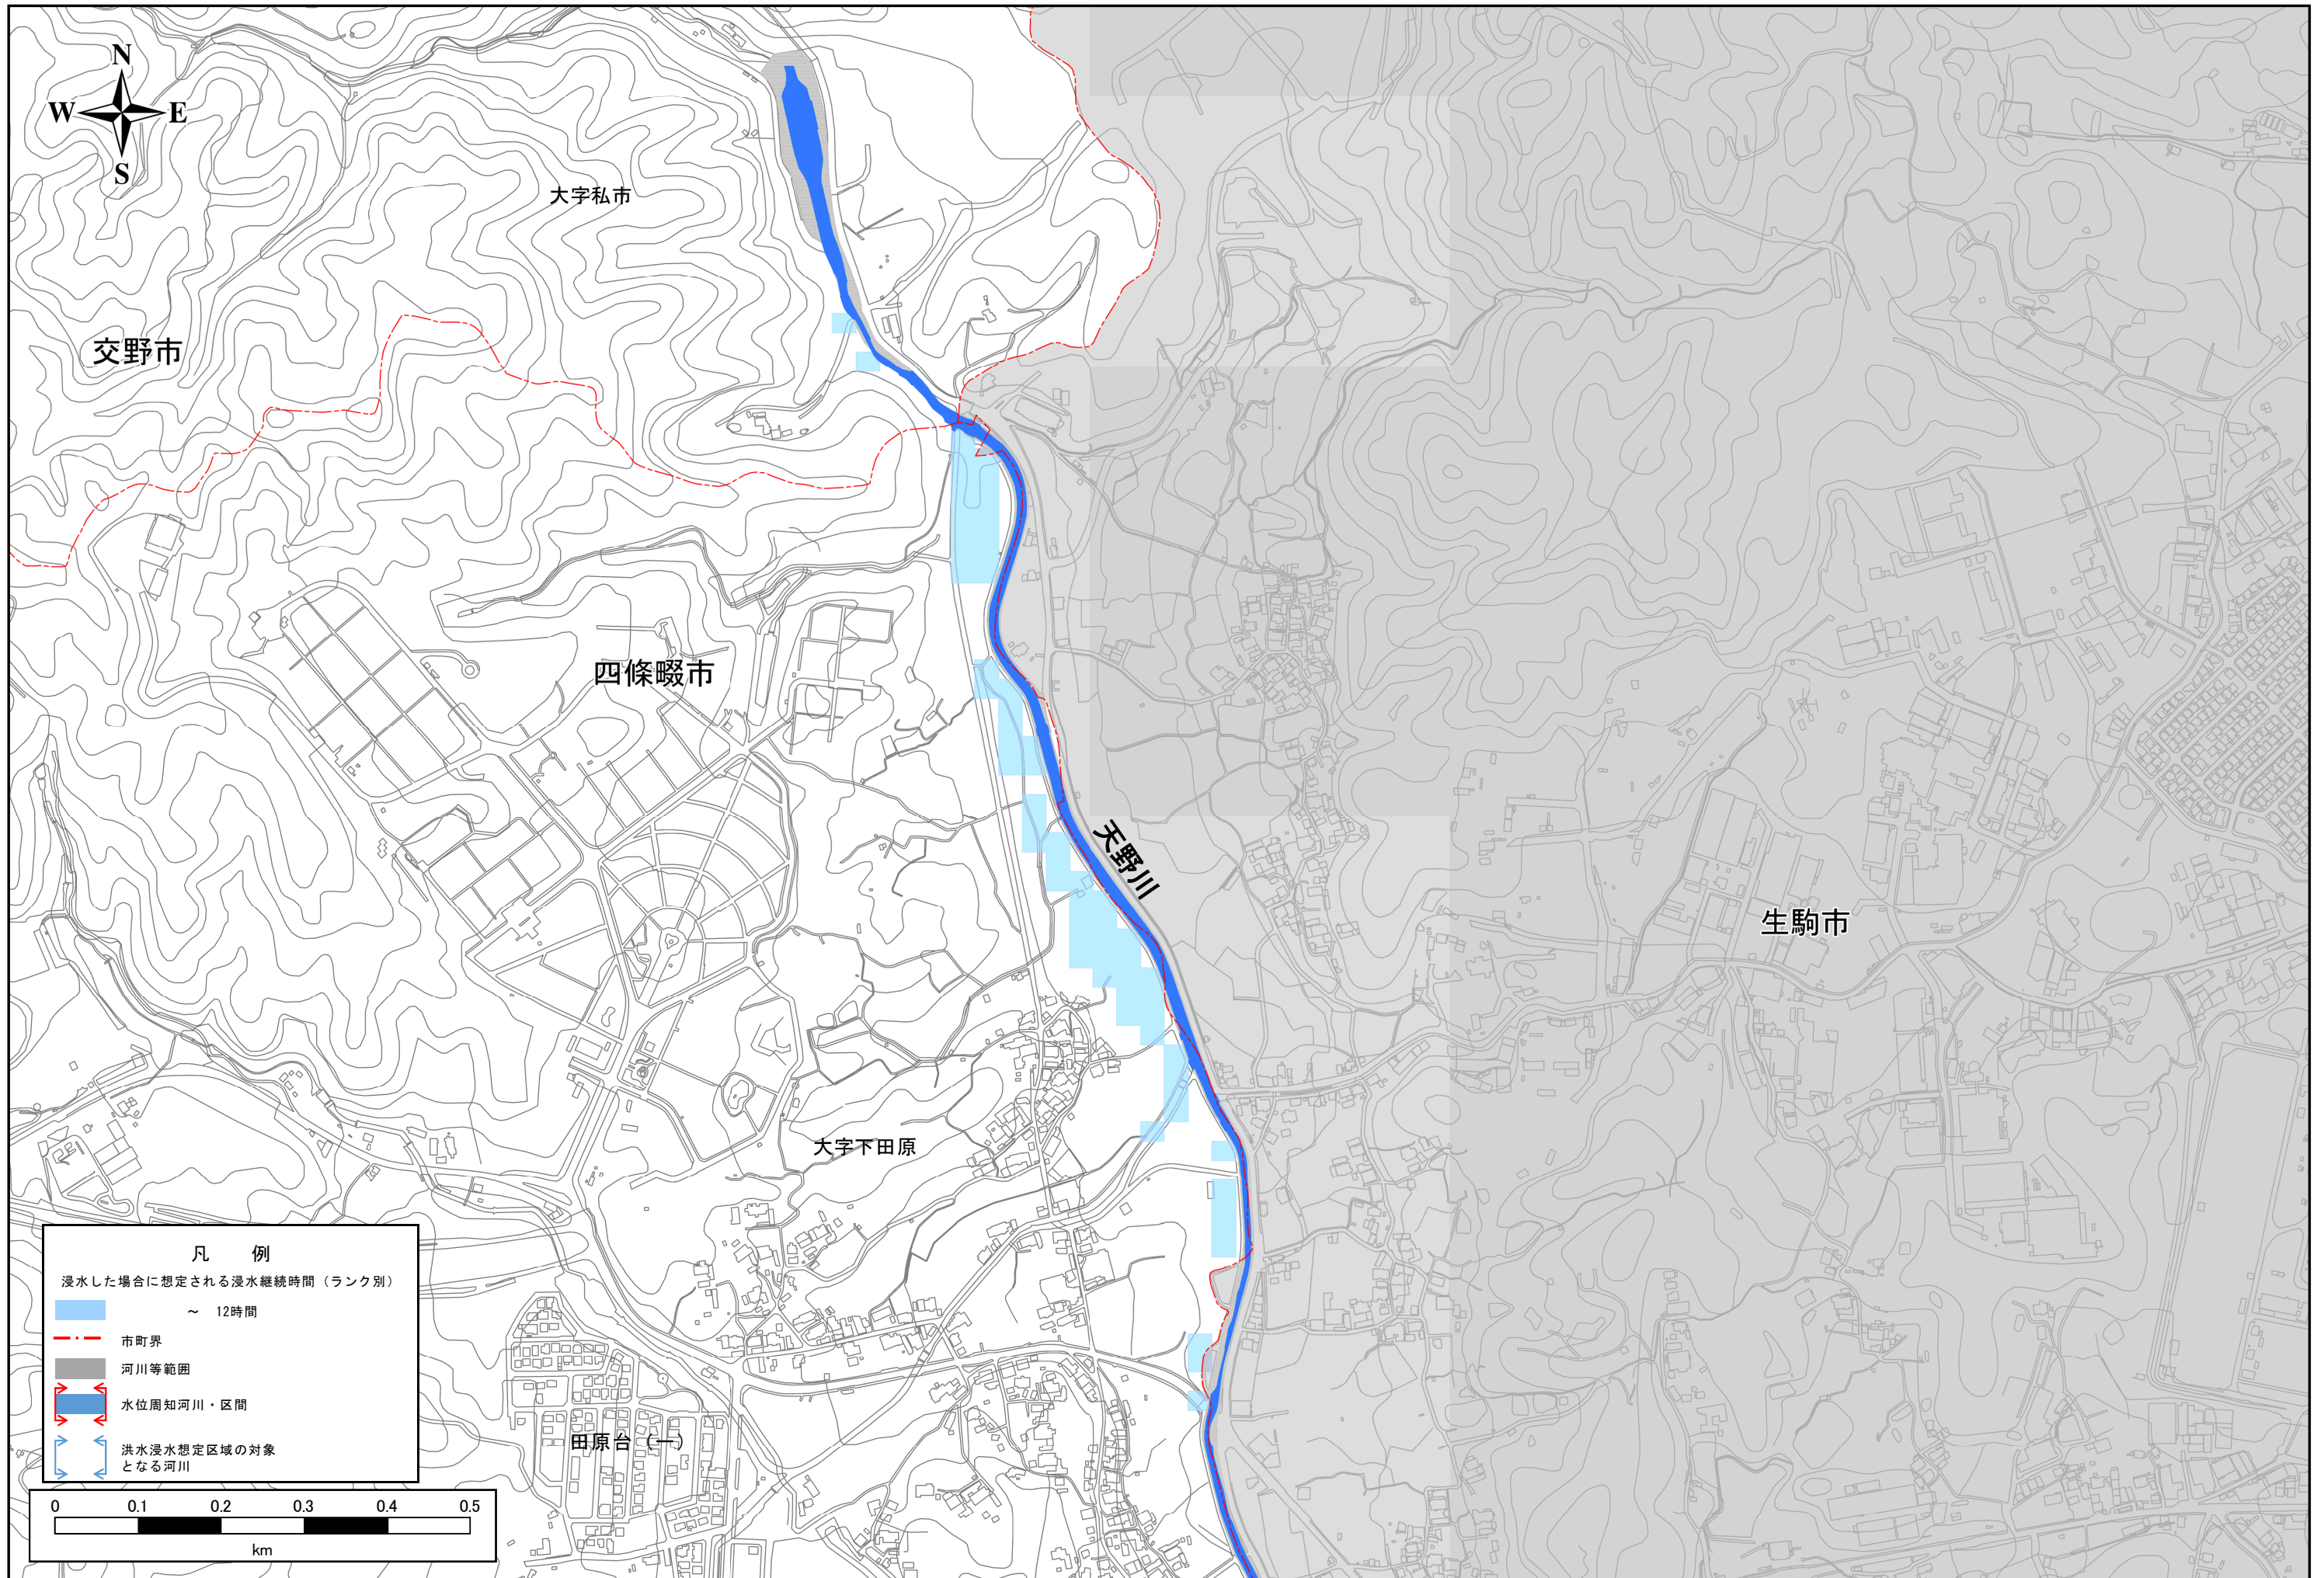 N
W E
S
大字私市
交野市
四條畷市
天野川
生駒市
大字下田原
田原台（一）
凡 例
浸水した場合に想定される浸水継続時間（ランク別）
～ 12時間
市町界
河川等範囲
水位周知河川・区間
洪水浸水想定区域の対象
となる河川
0 0.1 0.2 0.3 0.4 0.5
km